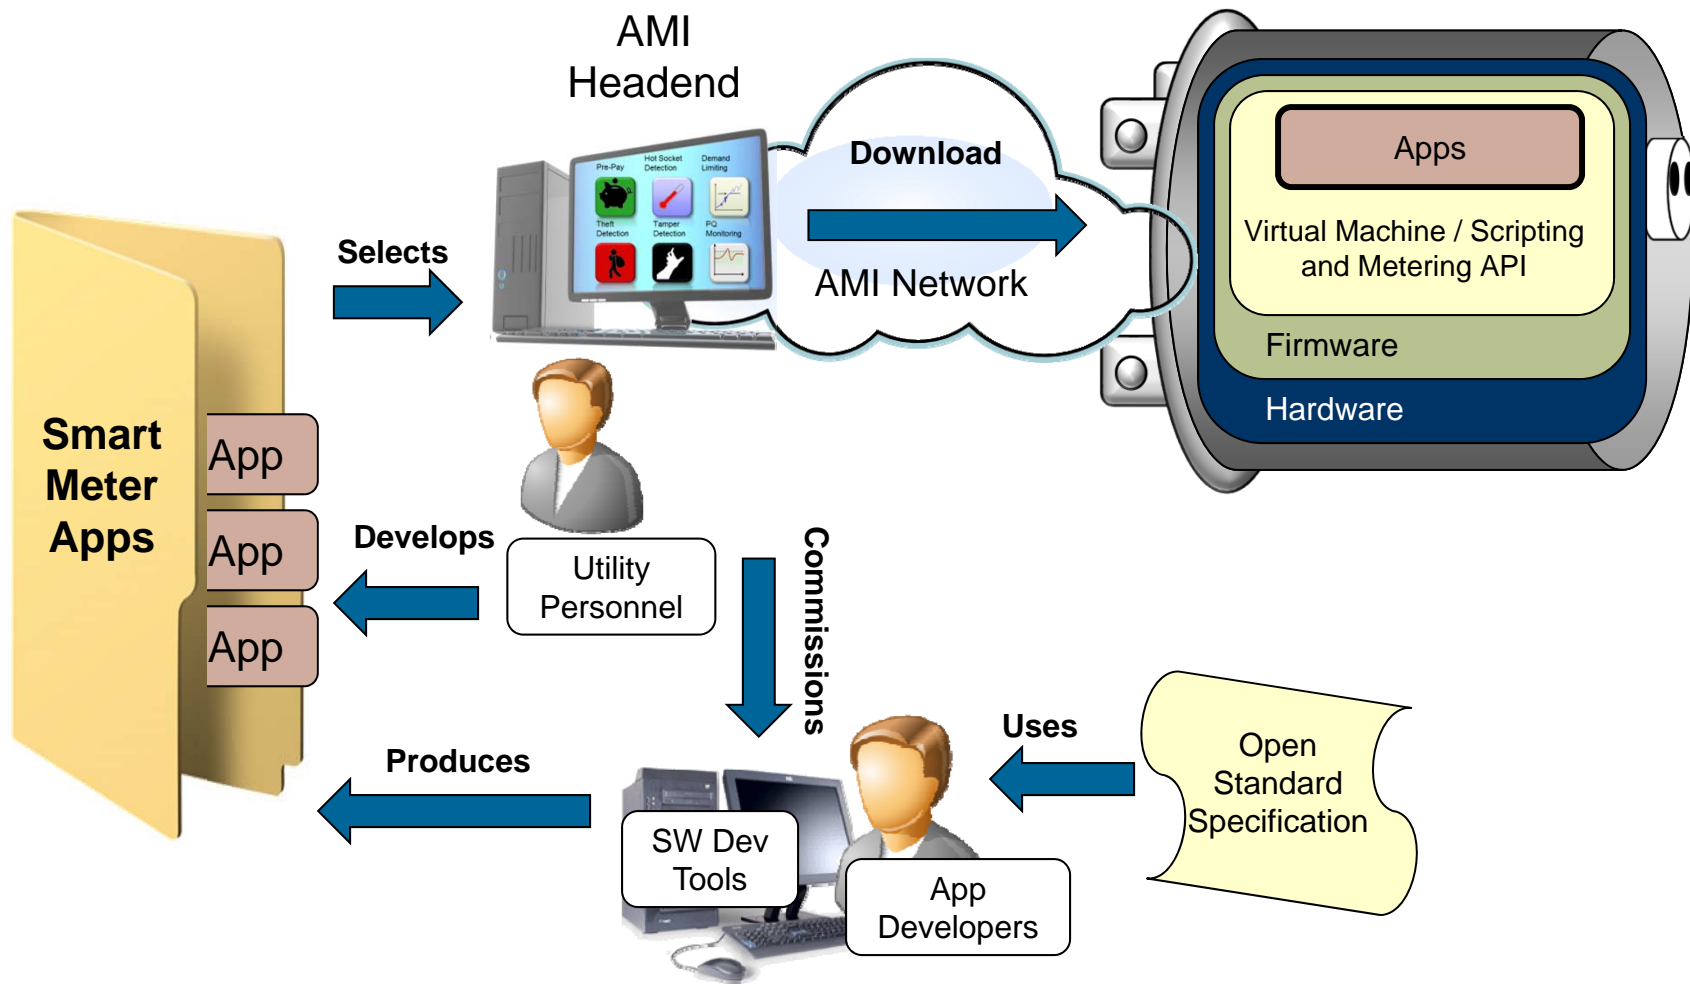 AMI
Headend
Pre-Pay
Hot Socket
Detection
Demand
Limiting
Theft
Detection
Tamper
Detection
PQ
Monitoring
Download
AMI Network
Apps
Virtual Machine / Scripting
and Metering API
Firmware
Hardware
Selects
Smart
Meter
Apps
App
App
App
Develops
Utility
Personnel
Commissions
Produces
SW Dev
Tools
App
Developers
Uses
Open
Standard
Specification